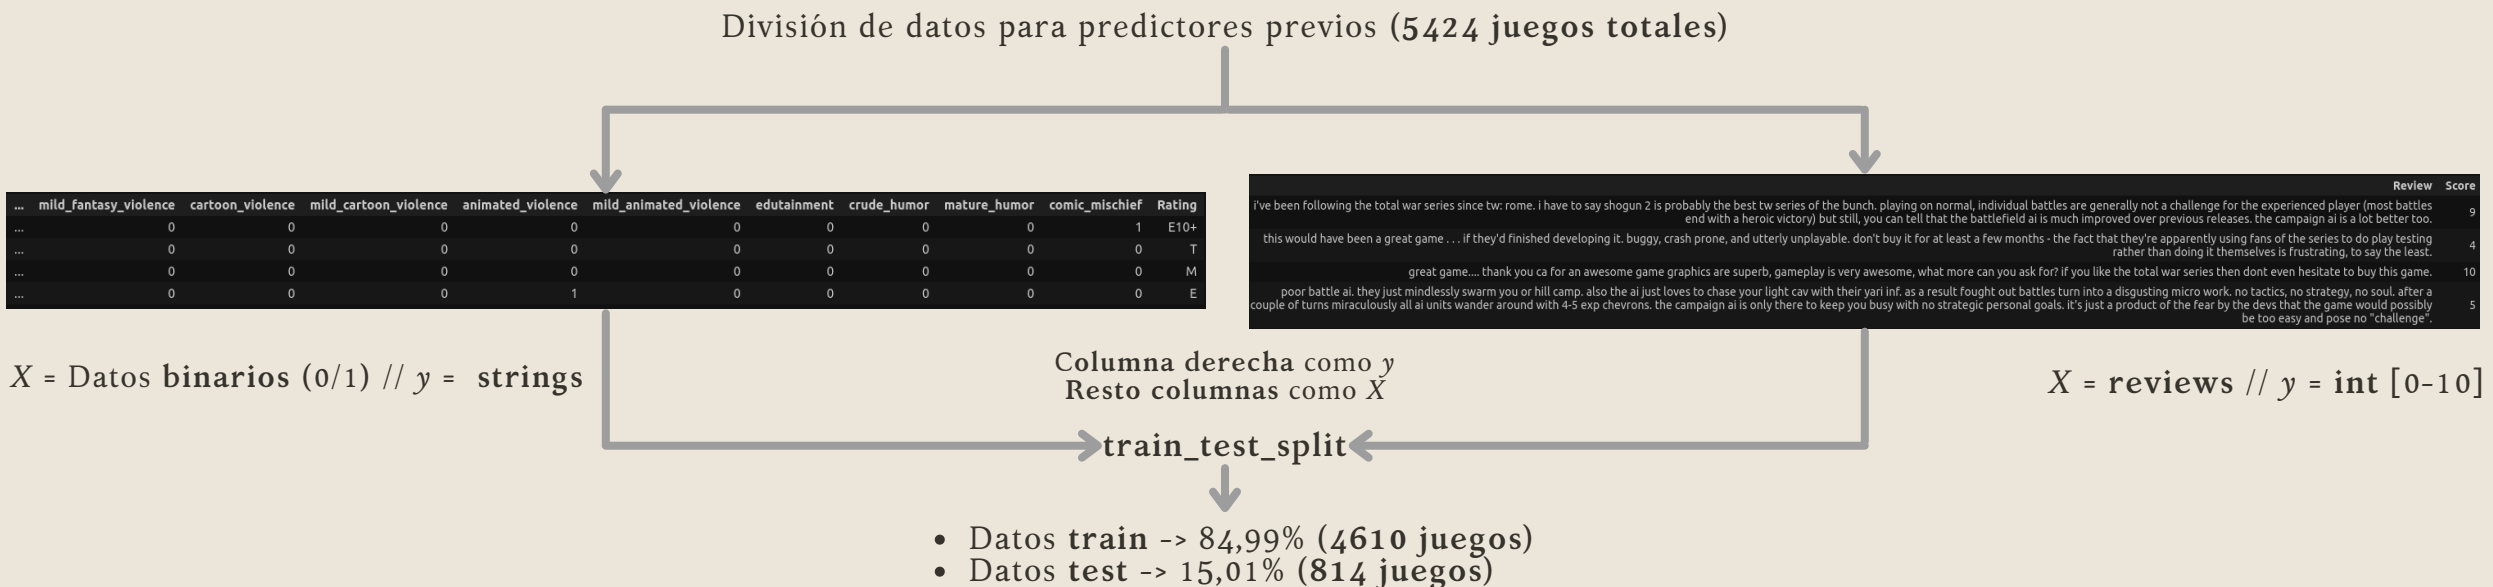 División de datos para predictores previos (5424 juegos totales)
... mild_fantasy_violence cartoon_violence mild_cartoon_violence animated_violence mild_animated_violence edutainment crude_humor mature_humor comic_mischief Rating
... 0 0 0 0 0 0 0 0 1 E10+
... 0 0 0 0 0 0 0 0 0 T
... 0 0 0 0 0 0 0 0 0 M
... 0 0 0 1 0 0 0 0 0 E
Review Score
i've been following the total war series since tw: rome. i have to say shogun 2 is probably the best tw series of the bunch. playing on normal, individual battles are generally not a challenge for the experienced player (most battles
end with a heroic victory) but still, you can tell that the battlefield ai is much improved over previous releases. the campaign ai is a lot better too.
9
this would have been a great game . . . if they'd finished developing it. buggy, crash prone, and utterly unplayable. don't buy it for at least a few months - the fact that they're apparently using fans of the series to do play testing
rather than doing it themselves is frustrating, to say the least.
4
great game.... thank you ca for an awesome game graphics are superb, gameplay is very awesome, what more can you ask for? if you like the total war series then dont even hesitate to buy this game. 10
poor battle ai. they just mindlessly swarm you or hill camp. also the ai just loves to chase your light cav with their yari inf. as a result fought out battles turn into a disgusting micro work. no tactics, no strategy, no soul. after a
couple of turns miraculously all ai units wander around with 4-5 exp chevrons. the campaign ai is only there to keep you busy with no strategic personal goals. it's just a product of the fear by the devs that the game would possibly
be too easy and pose no "challenge".
5
X = Datos binarios (0/1) // y = strings
Columna derecha como y
Resto columnas como X
X = reviews // y = int [0-10]
train_test_split
• Datos train -> 84,99% (4610 juegos)
• Datos test -> 15,01% (814 juegos)